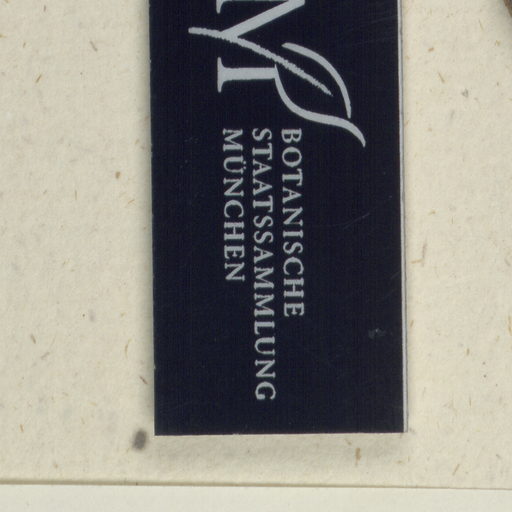 M
BOTANISCHE
STAATSSAMMLUNG
MÜNCHEN